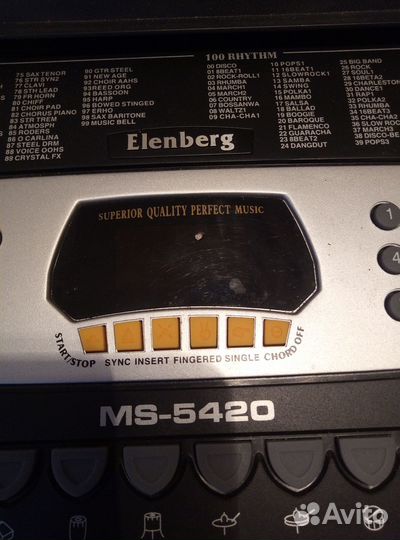 100 RHYTHM
75 SAX TENOR
76 STR SYN2
77 CLAVI
78 STH LEAD
79 FR HORN
80 CHIFF
81 CHOIR PAD
82 CHORUS PIANO
83 STR TREM
84 ATMOSPH
85 RODERS
86 O CARLINA
87 STEEL DRM
88 VOICE OOHS
89 CRYSTAL FX
90 GTR STEEL
91 NEW AGE
92 CHOIR AAHS
93 REED ORG
94 BASSOON
95 HARP
96 BOWED STINGED
97 ERHO
98 SAX BARITONE
99 MUSIC BELL
00 DISCO
01 8BEAT1
02 ROCK-ROLL1
03 RHUMBA
04 MARCH1
05 MARCH2
06 COUNTRY
07 BOSSANWA
08 WALTZ1
09 CHA-CHA1
10 POPS1
11 16BEAT1
12 SLOWROCK1
13 SAMBA
14 SWING
15 POLKA1
16 MAMBO
17 SALSA
18 BALLAD
19 BOOGIE
20 BAROQUE
21 FLAMENCO
22 GUARACHA
23 8BEAT2
24 DANGDUT
25 BIG BAND
26 ROCK
27 SOUL1
28 16BEAT2
29 CHARLESTON
30 DANCE1
31 RAP1
32 POLKA2
33 RHUMBA
34 16BEAT3
35 CHA-CHA2
36 SLOW ROCK
37 MARCH3
38 DISCO
39 POPS3
Elenberg
SUPERIOR QUALITY PERFECT MUSIC
1
4
START/STOP SYNC INSERT FINGERED SINGLE CHORD OFF
MS-5420
Avito